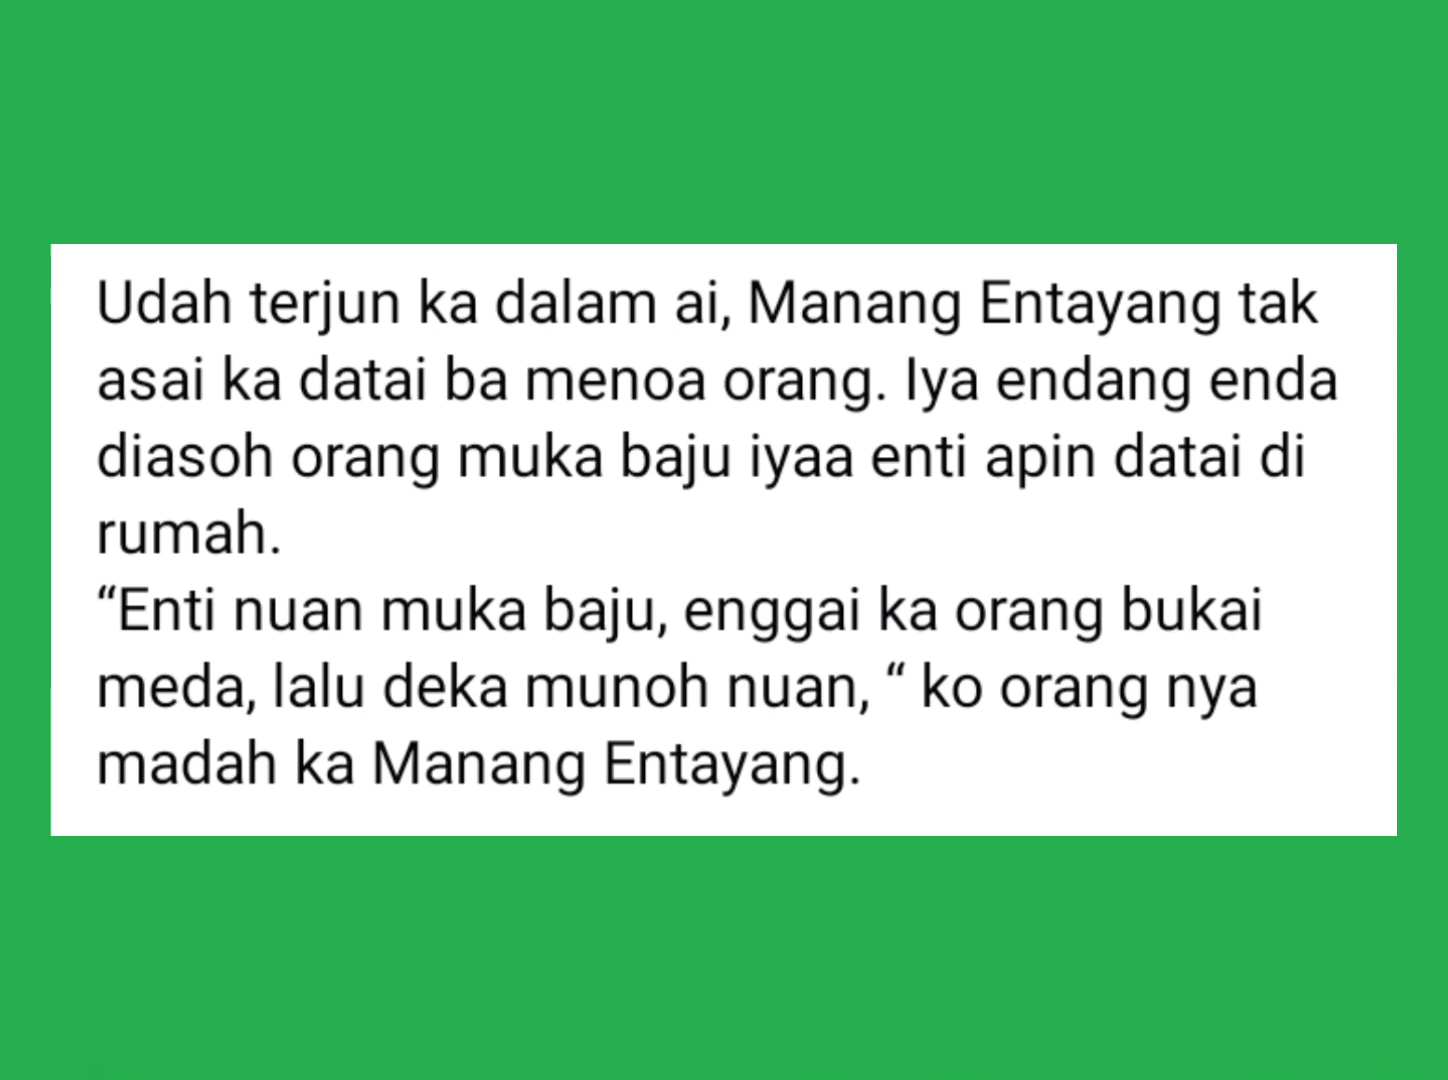 Udah terjun ka dalam ai, Manang Entayang tak
asai ka datai ba menoa orang. Iya endang enda
diasoh orang muka baju iyaa enti apin datai di
rumah.
“Enti nuan muka baju, enggai ka orang bukai
meda, lalu deka munoh nuan, “ ko orang nya
madah ka Manang Entayang.